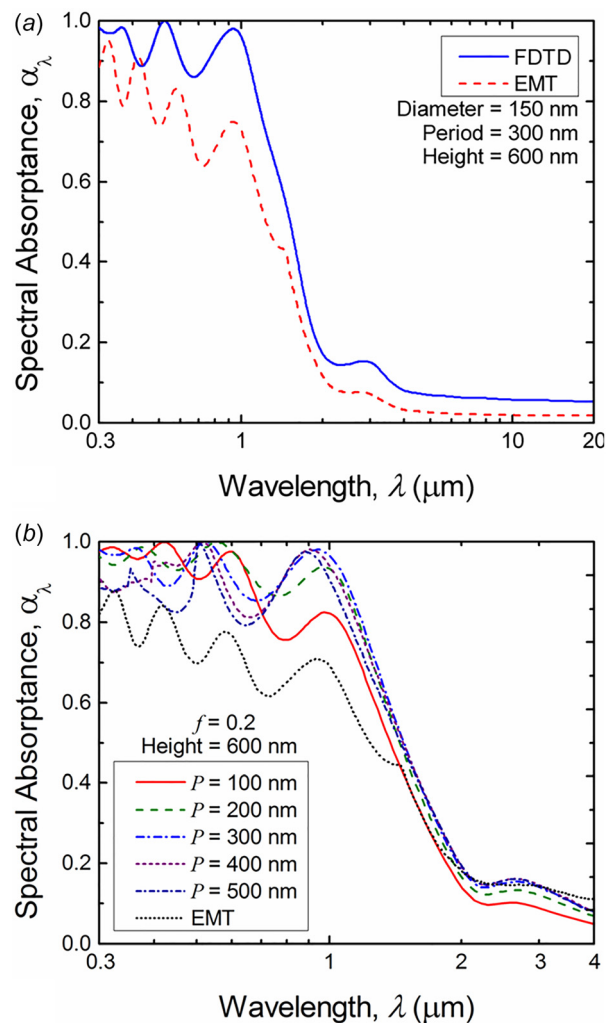 (a)
1.0
0.8
0.6
0.4
0.2
0.0
Spectral Absorptance, αλ
FDTD
EMT
Diameter = 150 nm
Period = 300 nm
Height = 600 nm
0.3
1
10
20
Wavelength, λ (μm)
(b)
1.0
0.8
0.6
0.4
0.2
0.0
Spectral Absorptance, αλ
f = 0.2
Height = 600 nm
P = 100 nm
P = 200 nm
P = 300 nm
P = 400 nm
P = 500 nm
EMT
0.3
1
2
3
4
Wavelength, λ (μm)